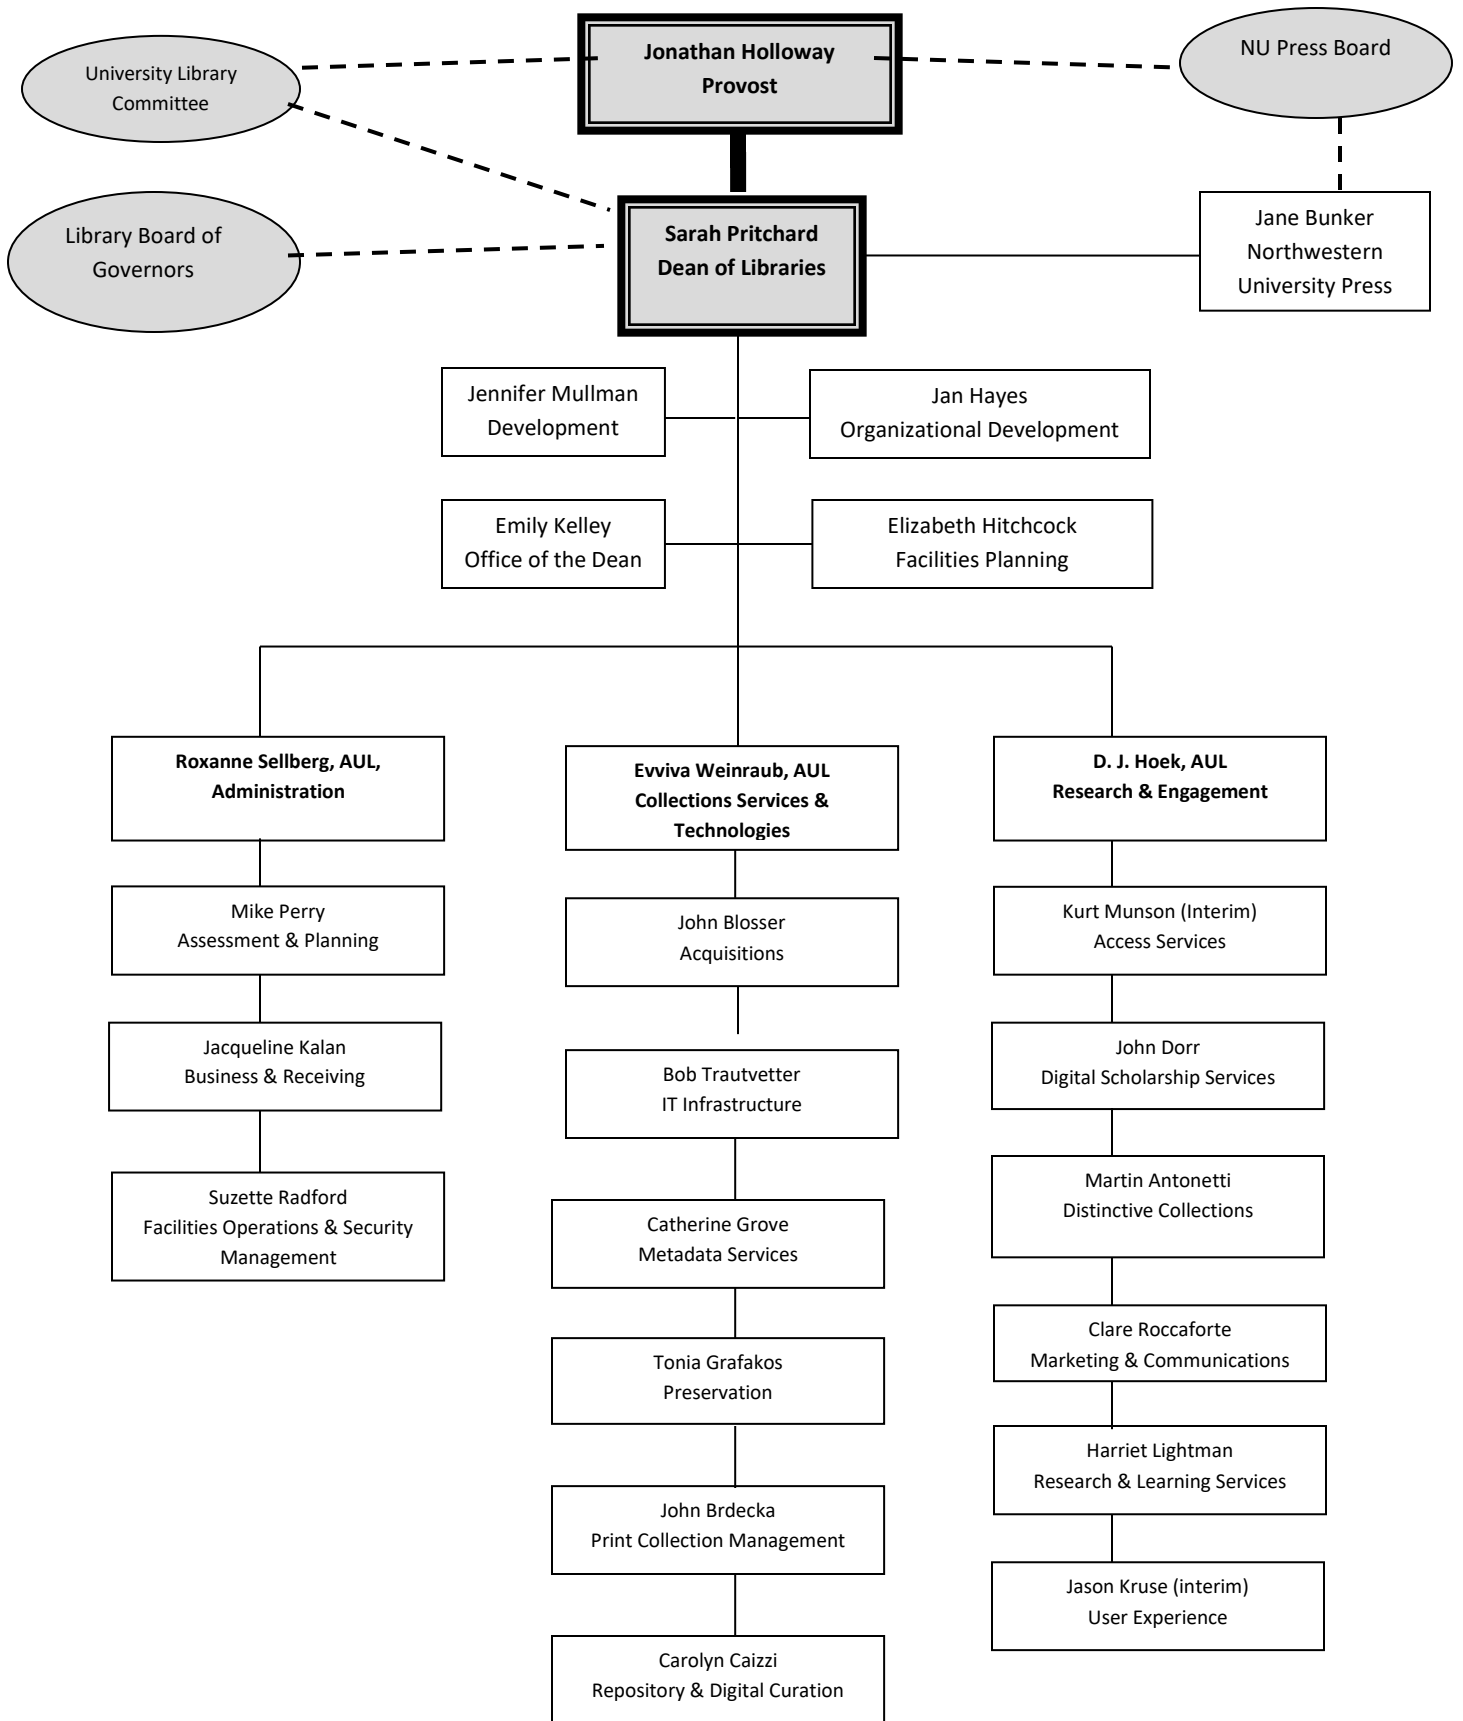 Jonathan Holloway
Provost
University Library
Committee
NU Press Board
Library Board of
Governors
Sarah Pritchard
Dean of Libraries
Jane Bunker
Northwestern
University Press
Jennifer Mullman
Development
Jan Hayes
Organizational Development
Emily Kelley
Office of the Dean
Elizabeth Hitchcock
Facilities Planning
Roxanne Sellberg, AUL,
Administration
Mike Perry
Assessment & Planning
Jacqueline Kalan
Business & Receiving
Suzette Radford
Facilities Operations & Security
Management
Evviva Weinraub, AUL
Collections Services &
Technologies
John Blosser
Acquisitions
Bob Trautvetter
IT Infrastructure
Catherine Grove
Metadata Services
Tonia Grafakos
Preservation
John Brdecka
Print Collection Management
Carolyn Caizzi
Repository & Digital Curation
D. J. Hoek, AUL
Research & Engagement
Kurt Munson (Interim)
Access Services
John Dorr
Digital Scholarship Services
Martin Antonetti
Distinctive Collections
Clare Roccaforte
Marketing & Communications
Harriet Lightman
Research & Learning Services
Jason Kruse (interim)
User Experience